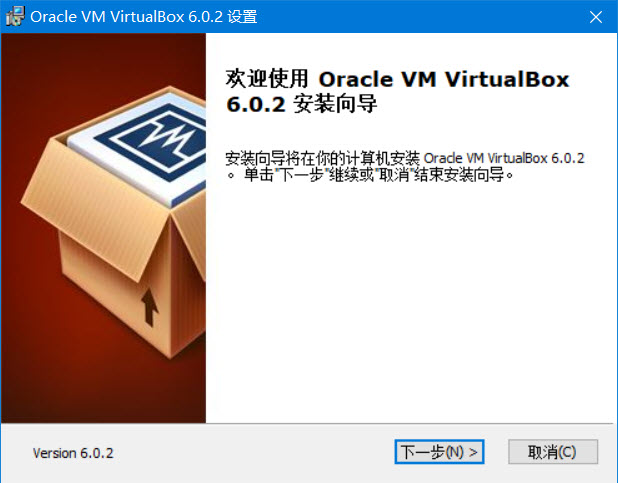 Oracle VM VirtualBox 6.0.2 设置
欢迎使用 Oracle VM VirtualBox
6.0.2 安装向导
安装向导将在你的计算机安装 Oracle VM VirtualBox 6.0.2
。 单击"下一步"继续或"取消"结束安装向导。
Version 6.0.2
下一步(N) >
取消(C)